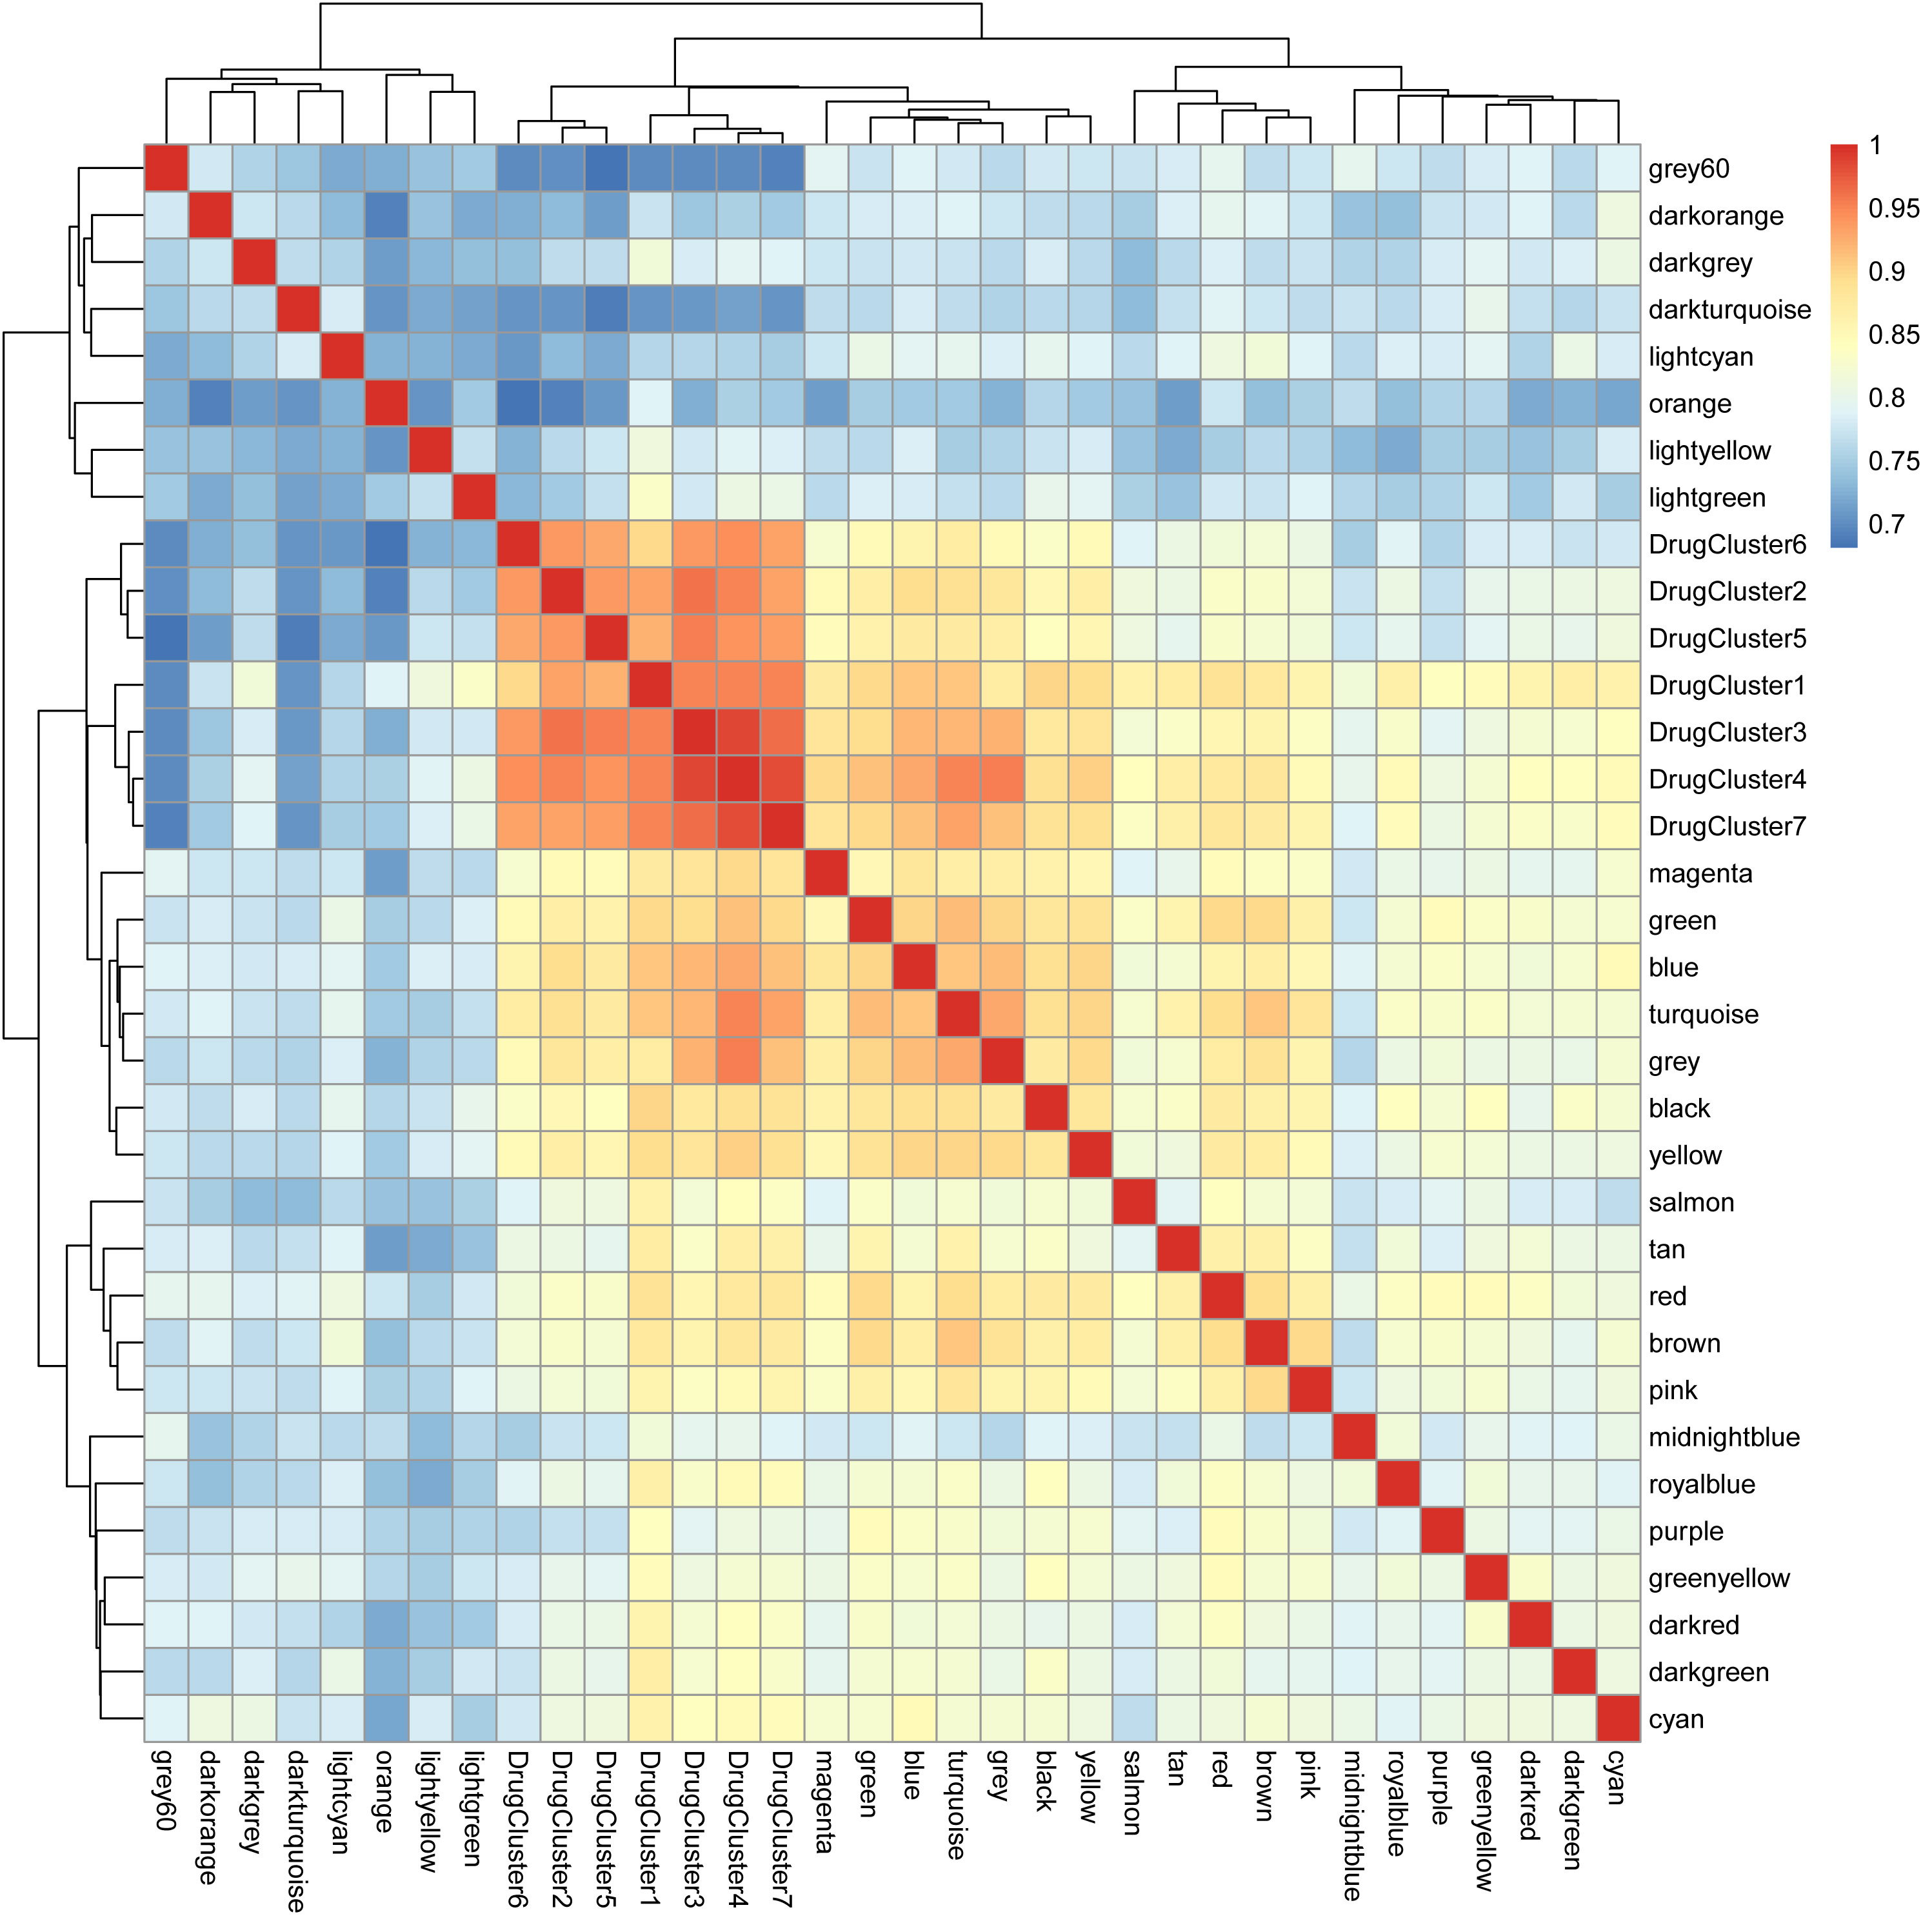 1
0.95
0.9
0.85
0.8
0.75
0.7
grey60
darkorange
darkgrey
darkturquoise
lightcyan
orange
lightyellow
lightgreen
DrugCluster6
DrugCluster2
DrugCluster5
DrugCluster1
DrugCluster3
DrugCluster4
DrugCluster7
magenta
green
blue
turquoise
grey
black
yellow
salmon
tan
red
brown
pink
midnightblue
royalblue
purple
greenyellow
darkred
darkgreen
cyan
grey60
darkorange
darkgrey
darkturquoise
lightcyan
orange
lightyellow
lightgreen
DrugCluster6
DrugCluster2
DrugCluster5
DrugCluster1
DrugCluster3
DrugCluster4
DrugCluster7
magenta
green
blue
turquoise
grey
black
yellow
salmon
tan
red
brown
pink
midnightblue
royalblue
purple
greenyellow
darkred
darkgreen
cyan